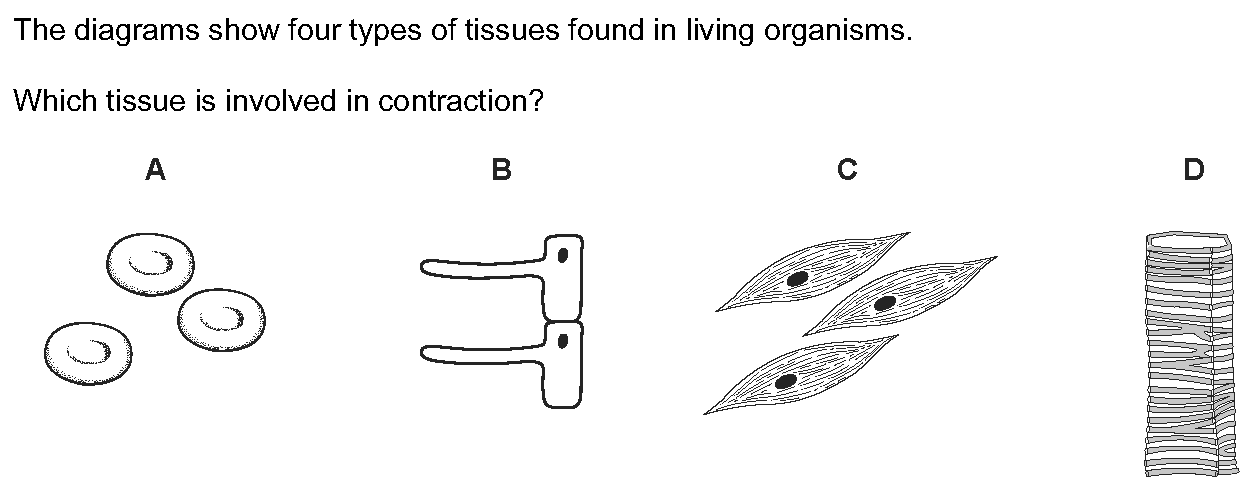 The diagrams show four types of tissues found in living organisms.
Which tissue is involved in contraction?
A B C D